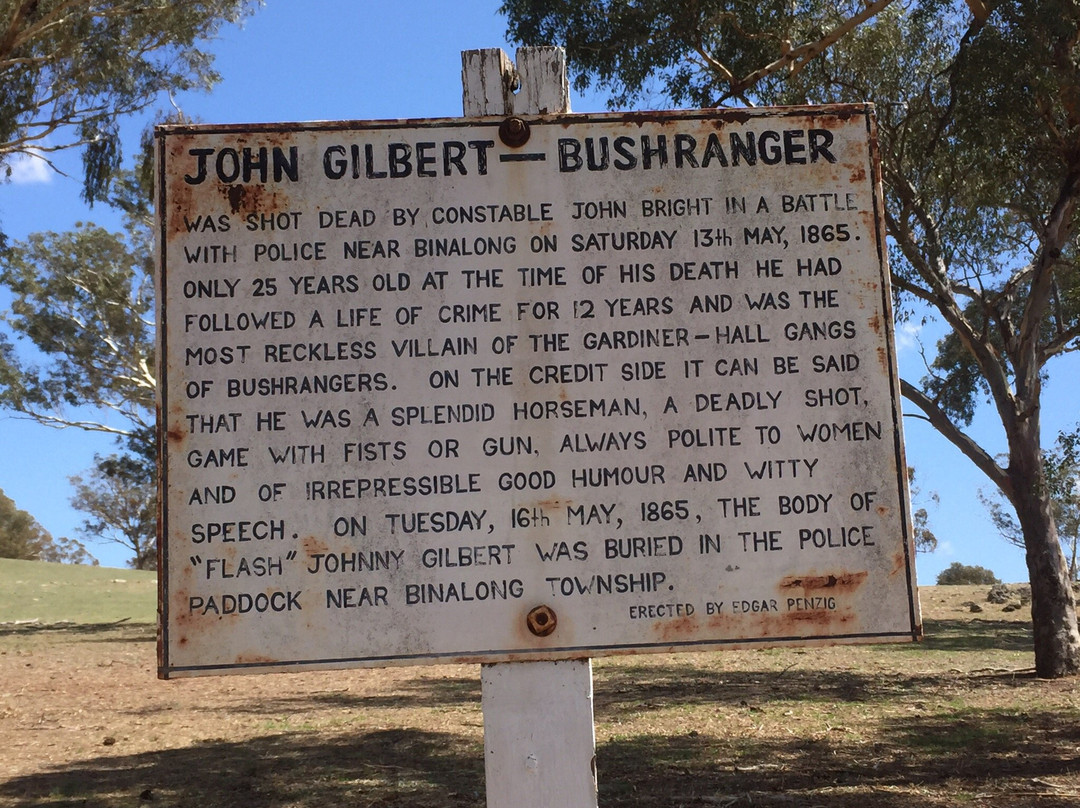 JOHN GILBERT — BUSHRANGER
WAS SHOT DEAD BY CONSTABLE JOHN BRIGHT IN A BATTLE
WITH POLICE NEAR BINALONG ON SATURDAY 13th MAY, 1865.
ONLY 25 YEARS OLD AT THE TIME OF HIS DEATH HE HAD
FOLLOWED A LIFE OF CRIME FOR 12 YEARS AND WAS THE
MOST RECKLESS VILLAIN OF THE GARDINER – HALL GANGS
OF BUSHRANGERS. ON THE CREDIT SIDE IT CAN BE SAID
THAT HE WAS A SPLENDID HORSEMAN, A DEADLY SHOT,
GAME WITH FISTS OR GUN, ALWAYS POLITE TO WOMEN
AND OF IRREPRESSIBLE GOOD HUMOUR AND WITTY
SPEECH. ON TUESDAY, 16th MAY, 1865, THE BODY OF
"FLASH" JOHNNY GILBERT WAS BURIED IN THE POLICE
PADDOCK NEAR BINALONG TOWNSHIP.
ERECTED BY EDGAR PENZIG